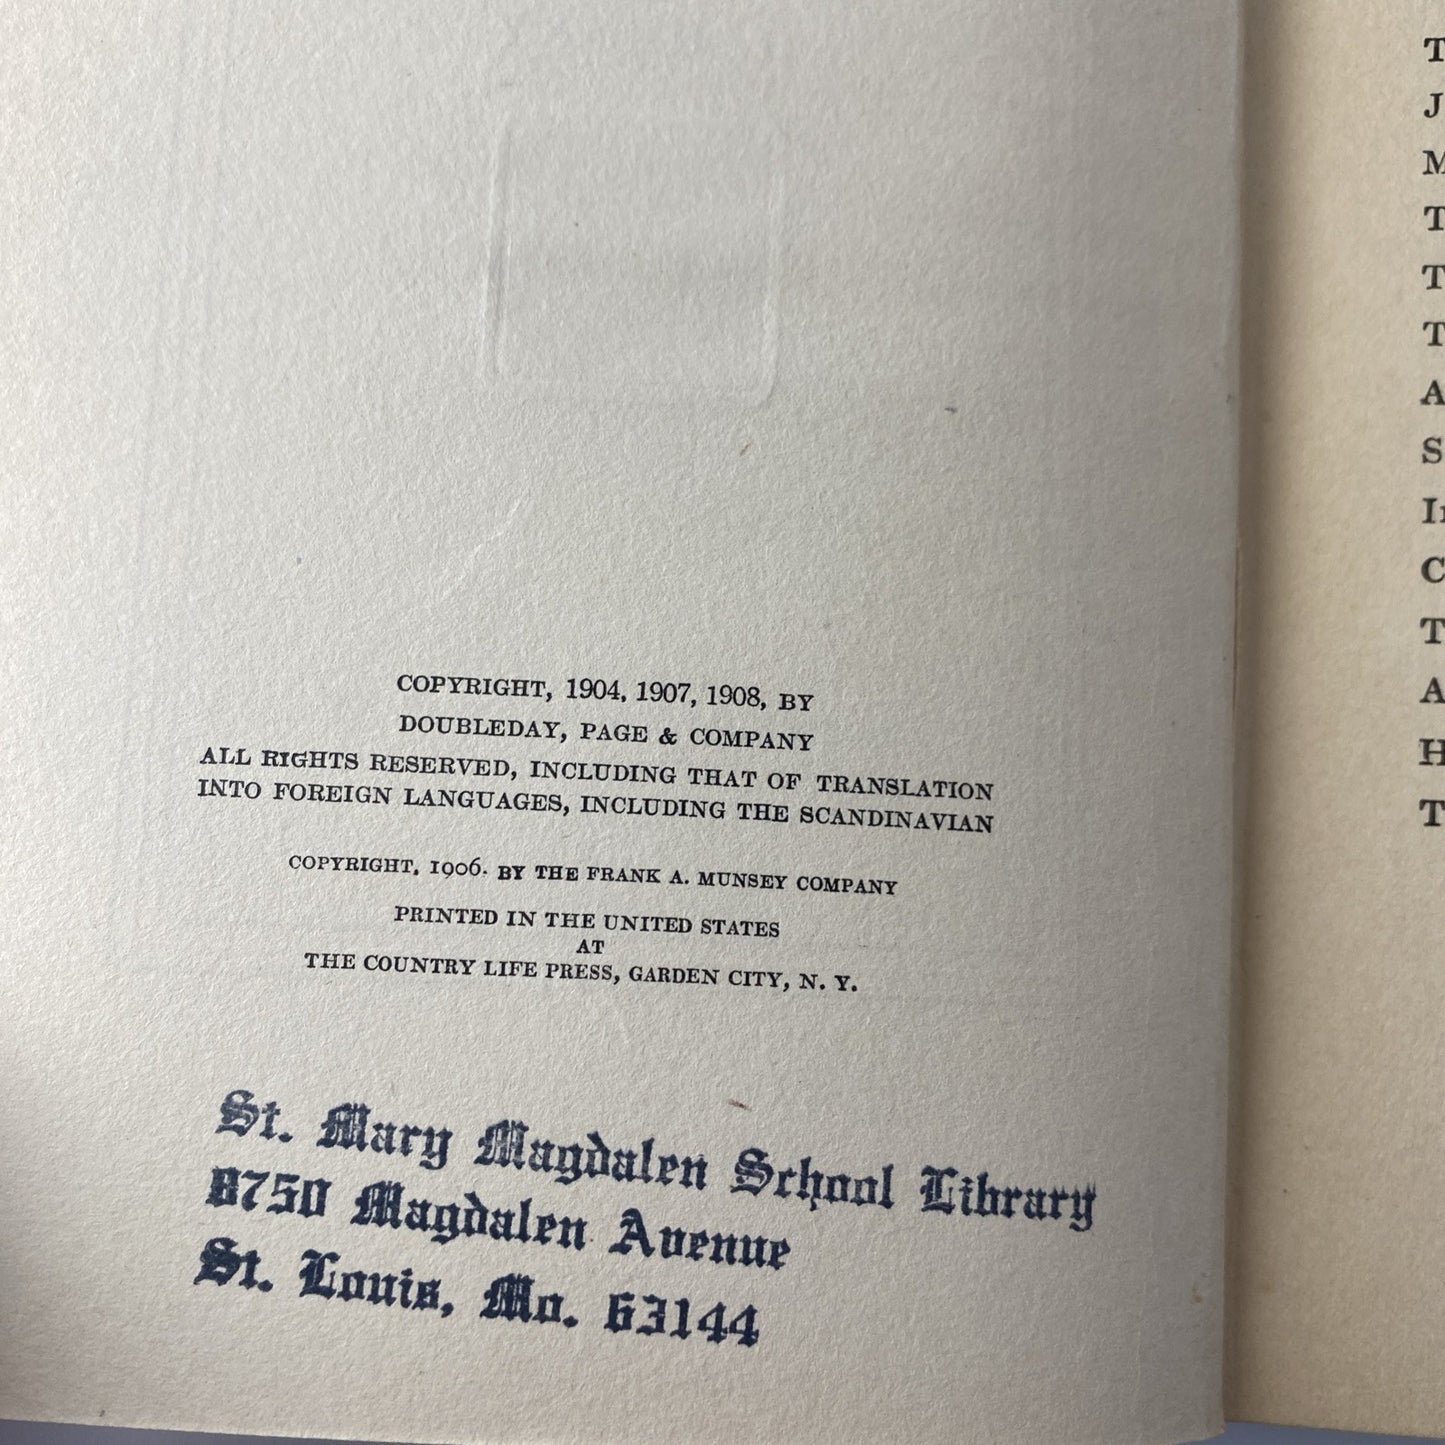 COPYRIGHT, 1904, 1907, 1908, BY
DOUBLEDAY, PAGE & COMPANY
ALL RIGHTS RESERVED, INCLUDING THAT OF TRANSLATION
INTO FOREIGN LANGUAGES, INCLUDING THE SCANDINAVIAN
COPYRIGHT, 1906. BY THE FRANK A. MUNSEY COMPANY
PRINTED IN THE UNITED STATES
AT
THE COUNTRY LIFE PRESS, GARDEN CITY, N. Y.
St. Mary Magdalen School Library
8750 Magdalen Avenue
St. Louis, Mo. 63144
T
J
M
T
T
T
A
S
In
C
T
A
H
T